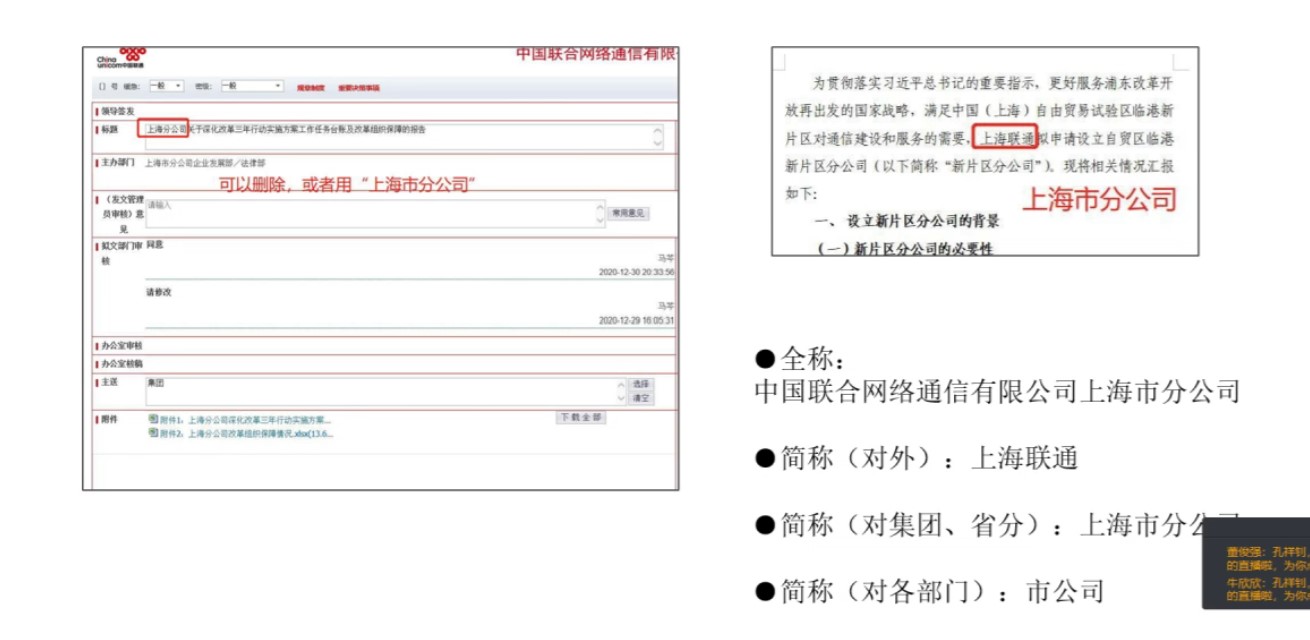 China
unicom中国联通
中国联合网络通信有限
[] 号 缓急: 一般 密级: 一般 规章制度 重要决策事项
领导签发
标题 上海分公司关于深化改革三年行动实施方案工作任务台账及改革组织保障的报告
主办部门 上海市分公司企业发展部/法律部
可以删除，或者用“上海市分公司”
（发文管理
员审核）意
见
请输入
常用意见
拟文部门审
核
同意
马芩
2020-12-30 20:33:56
请修改
马芩
2020-12-29 16:05:31
办公室审核
办公室核稿
主送 集团
选择
清空
附件 附件1：上海分公司深化改革三年行动实施方案...
附件2：上海分公司改革组织保障情况.xlsx(13.6...
下载全部
为贯彻落实习近平总书记的重要指示，更好服务浦东改革开
放再出发的国家战略，满足中国（上海）自由贸易试验区临港新
片区对通信建设和服务的需要，上海联通拟申请设立自贸区临港
新片区分公司（以下简称“新片区分公司”）。现将相关情况汇报
如下：
上海市分公司
一、设立新片区分公司的背景
（一）新片区分公司的必要性
●全称：
中国联合网络通信有限公司上海市分公司
●简称（对外）：上海联通
●简称（对集团、省分）：上海市分公司
●简称（对各部门）：市公司
董俊强：孔祥钊，
的直播啦，为你
牛欣欣：孔祥钊，
的直播啦，为你